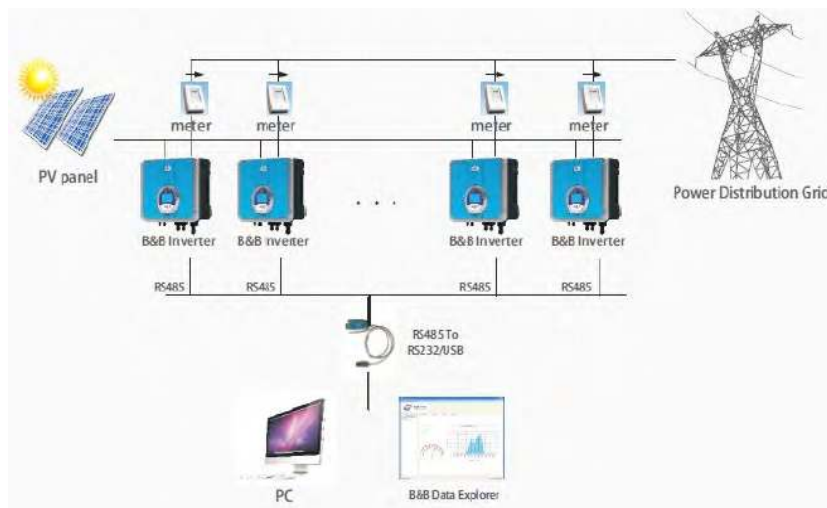 meter
meter
meter
meter
PV panel
Power Distribution Grid
B&B Inverter
B&B Inverter
. . .
B&B Inverter
B&B Inverter
RS485
RS485
RS485
RS485
RS485 To
RS232/USB
PC
B&B Data Explorer